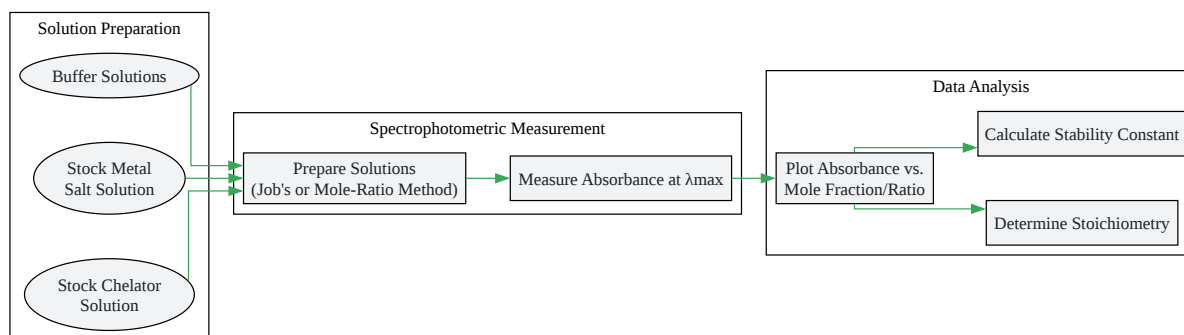 Solution Preparation
Buffer Solutions
Stock Metal
Salt Solution
Stock Chelator
Solution
Spectrophotometric Measurement
Prepare Solutions
(Job's or Mole-Ratio Method)
Measure Absorbance at λmax
Data Analysis
Plot Absorbance vs.
Mole Fraction/Ratio
Calculate Stability Constant
Determine Stoichiometry